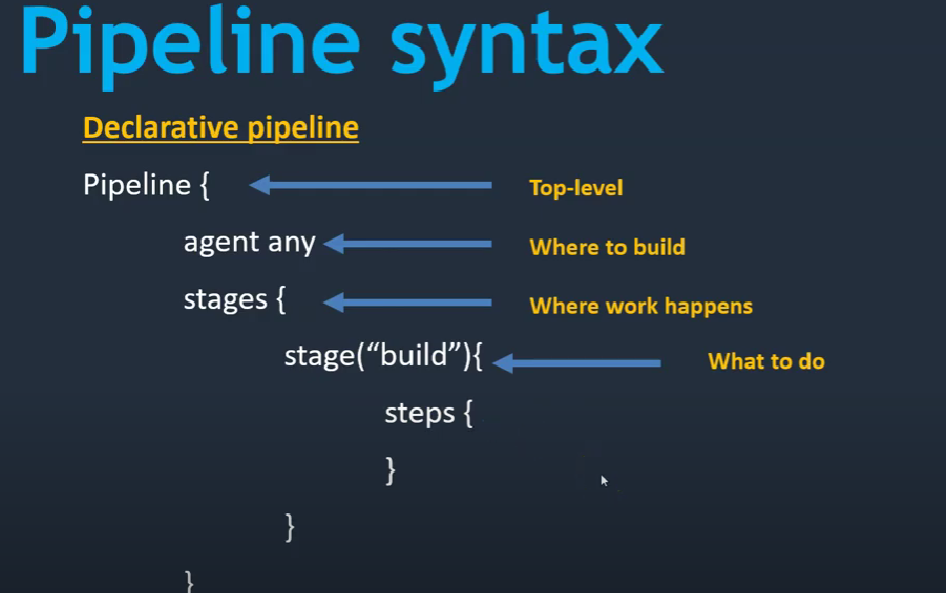 Pipeline syntax
Declarative pipeline
Pipeline { Top-level
agent any Where to build
stages { Where work happens
stage(“build”){ What to do
steps {
}
}
}